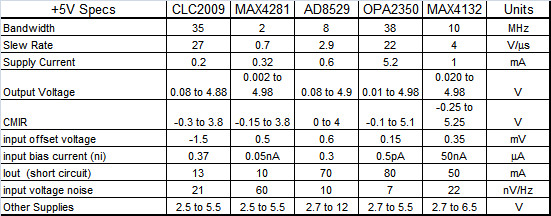 +5V Specs CLC2009 MAX4281 AD8529 OPA2350 MAX4132 Units
Bandwidth 35 2 8 38 10 MHz
Slew Rate 27 0.7 2.9 22 4 V/µs
Supply Current 0.2 0.32 0.6 5.2 1 mA
Output Voltage 0.08 to 4.88 0.002 to 4.98 0.08 to 4.9 0.01 to 4.98 0.020 to 4.98 V
CMIR -0.3 to 3.8 -0.15 to 3.8 0 to 4 -0.1 to 5.1 -0.25 to 5.25 V
input offset voltage -1.5 0.5 0.6 0.15 0.35 mV
input bias current (ni) 0.37 0.05nA 0.3 0.5pA 50nA µA
Iout (short circuit) 13 10 70 80 50 mA
input voltage noise 21 60 10 7 22 nV/Hz
Other Supplies 2.5 to 5.5 2.5 to 5.5 2.7 to 12 2.7 to 5.5 2.7 to 6.5 V